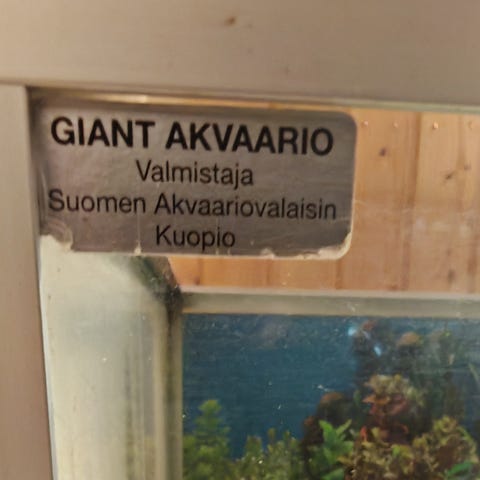 GIANT AKVAARIO
Valmistaja
Suomen Akvaariovalaisin
Kuopio